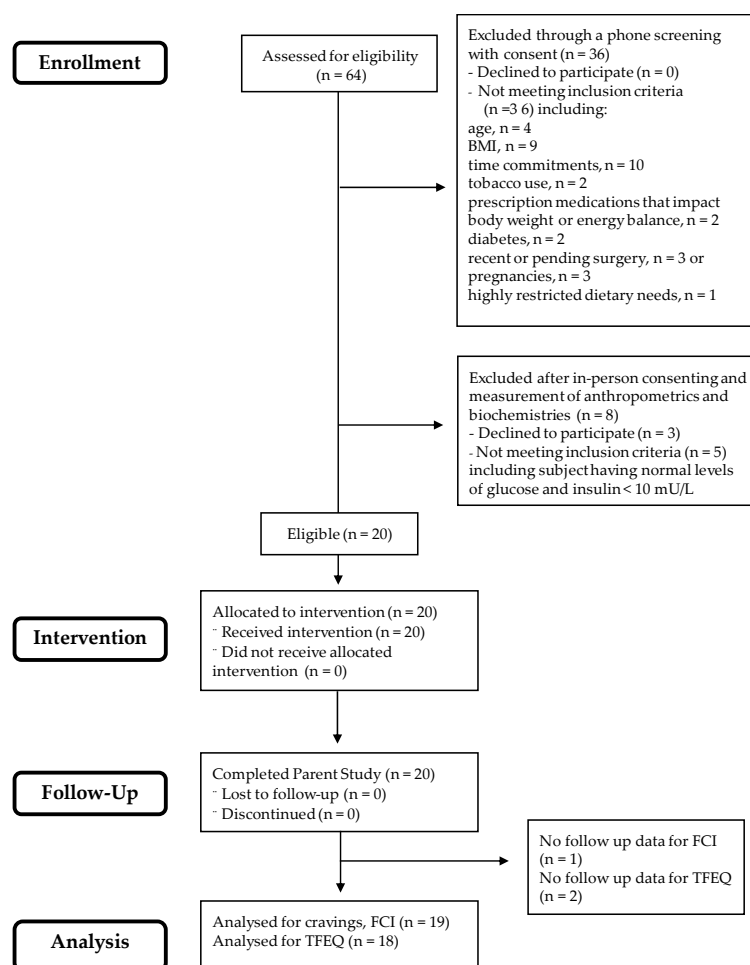 Enrollment
Assessed for eligibility
(n = 64)
Excluded through a phone screening
with consent (n = 36)
- Declined to participate (n = 0)
- Not meeting inclusion criteria
(n =3 6) including:
age, n = 4
BMI, n = 9
time commitments, n = 10
tobacco use, n = 2
prescription medications that impact
body weight or energy balance, n = 2
diabetes, n = 2
recent or pending surgery, n = 3 or
pregnancies, n = 3
highly restricted dietary needs, n = 1
Excluded after in-person consenting and
measurement of anthropometrics and
biochemistries (n = 8)
- Declined to participate (n = 3)
- Not meeting inclusion criteria (n = 5)
including subject having normal levels
of glucose and insulin < 10 mU/L
Eligible (n = 20)
Intervention
Allocated to intervention (n = 20)
¨ Received intervention (n = 20)
¨ Did not receive allocated
intervention (n = 0)
Follow-Up
Completed Parent Study (n = 20)
¨ Lost to follow-up (n = 0)
¨ Discontinued (n = 0)
No follow up data for FCI
(n = 1)
No follow up data for TFEQ
(n = 2)
Analysis
Analysed for cravings, FCI (n = 19)
Analysed for TFEQ (n = 18)